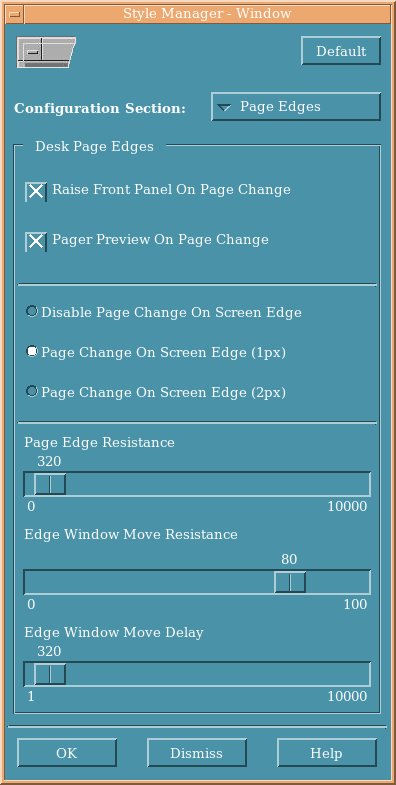 Style Manager - Window
Default
Configuration Section: Page Edges
Desk Page Edges
Raise Front Panel On Page Change
Pager Preview On Page Change
Disable Page Change On Screen Edge
Page Change On Screen Edge (1px)
Page Change On Screen Edge (2px)
Page Edge Resistance
320
0 10000
Edge Window Move Resistance
80
0 100
Edge Window Move Delay
320
1 10000
OK Dismiss Help